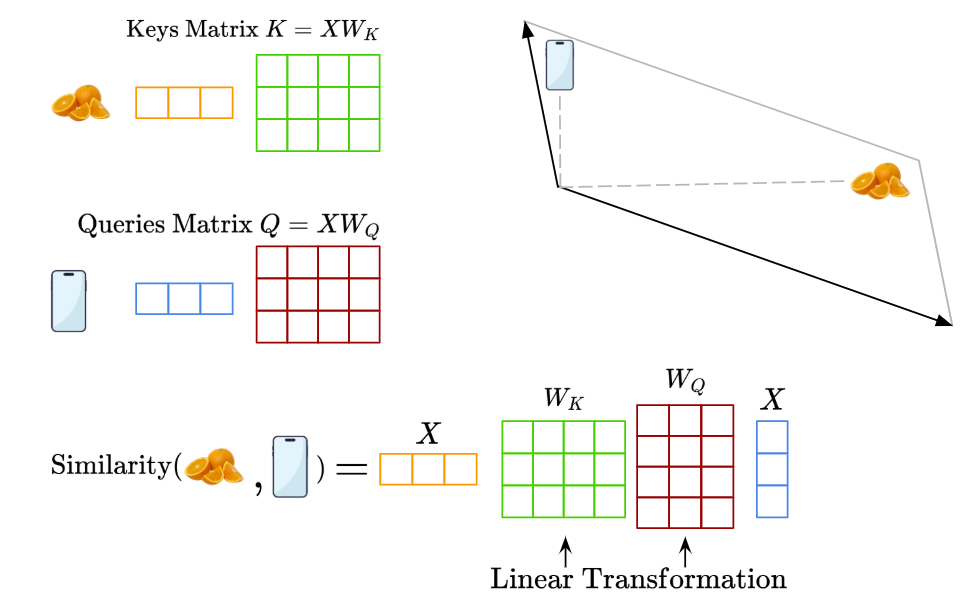 Keys Matrix K = XW_K
Queries Matrix Q = XW_Q
W_K
W_Q
X
X
Similarity( , ) =
Linear Transformation